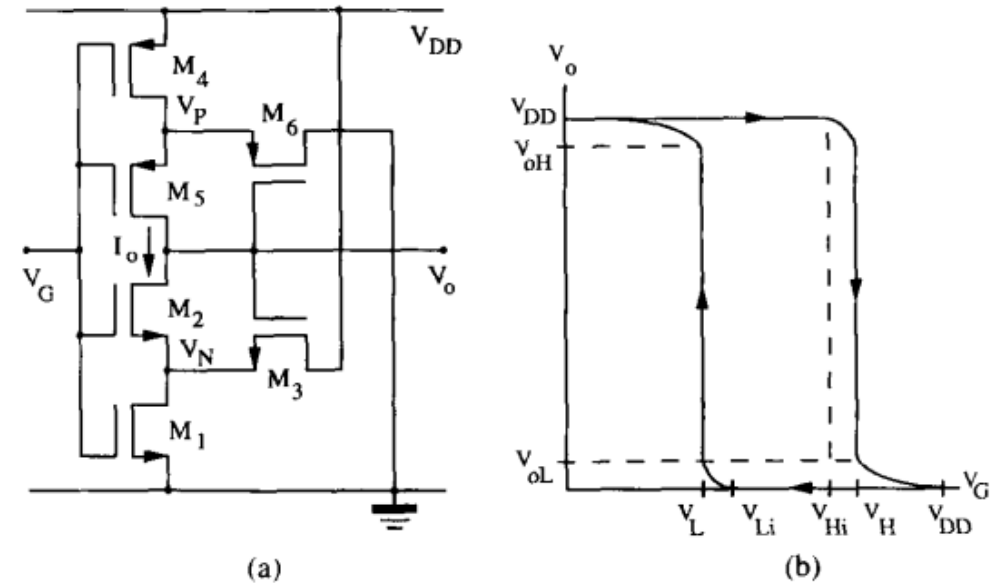 V_DD
M_4
V_P
M_6
M_5
I_o
V_G
V_o
M_2
V_N
M_3
M_1
(a)
V_o
V_DD
V_oH
V_oL
V_L
V_Li
V_Hi
V_H
V_DD
V_G
(b)